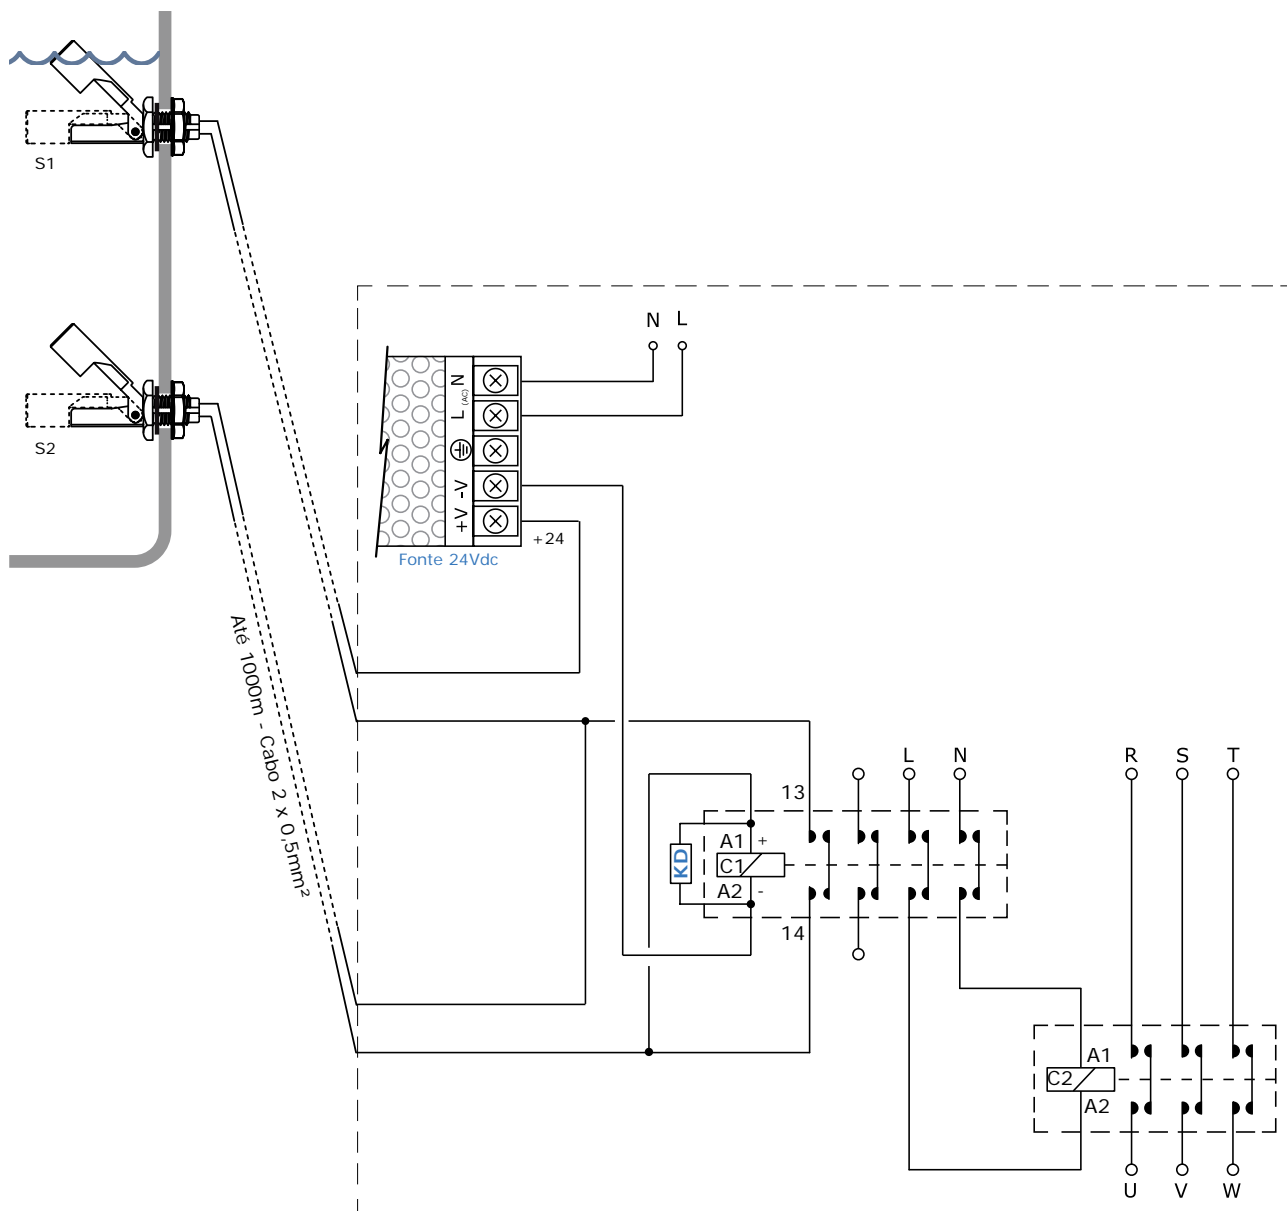 S1
S2
N L
N
L
(AC)
-V
+V
+24
Fonte 24Vdc
Até 1000m - Cabo 2 x 0,5mm²
L N
R S T
13
KD
A1 +
C1
A2 -
14
A1
C2
A2
U V W